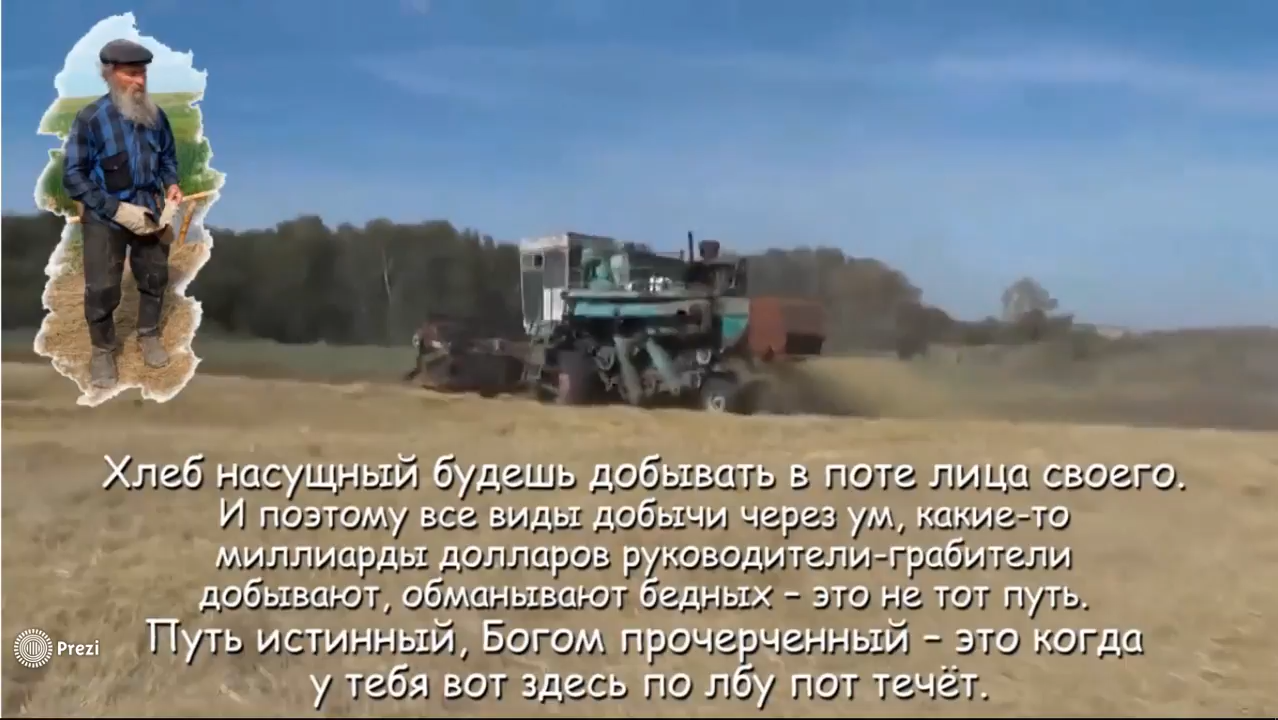 Хлеб насущный будешь добывать в поте лица своего.
И поэтому все виды добычи через ум, какие-то
миллиарды долларов руководители-грабители
добывают, обманывают бедных – это не тот путь.
Путь истинный, Богом прочерченный – это когда
у тебя вот здесь по лбу пот течёт.
Prezi